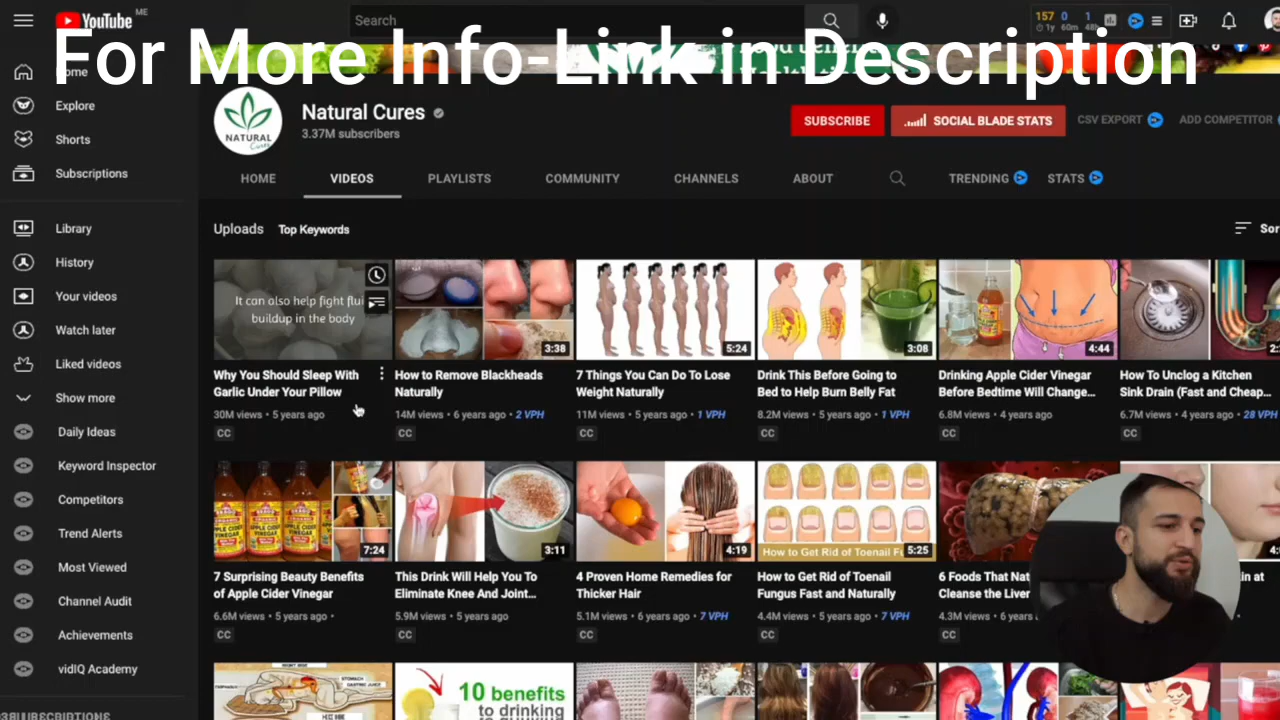 YouTube
ME
Search
157 0 1
1y 60m 48h
For More Info-Link in Description
Home
Explore
Shorts
Subscriptions
Library
History
Your videos
Watch later
Liked videos
Show more
Daily Ideas
Keyword Inspector
Competitors
Trend Alerts
Most Viewed
Channel Audit
Achievements
vidIQ Academy
NATURAL
Cures
Natural Cures
3.37M subscribers
SUBSCRIBE
SOCIAL BLADE STATS
CSV EXPORT
ADD COMPETITOR
HOME
VIDEOS
PLAYLISTS
COMMUNITY
CHANNELS
ABOUT
TRENDING
STATS
Uploads
Top Keywords
Sor
It can also help fight flui
buildup in the body
3:38
5:24
3:08
4:44
2:
Why You Should Sleep With
Garlic Under Your Pillow
30M views • 5 years ago
CC
How to Remove Blackheads
Naturally
14M views • 6 years ago • 2 VPH
CC
7 Things You Can Do To Lose
Weight Naturally
11M views • 5 years ago • 1 VPH
CC
Drink This Before Going to
Bed to Help Burn Belly Fat
8.2M views • 5 years ago • 1 VPH
CC
Drinking Apple Cider Vinegar
Before Bedtime Will Change...
6.8M views • 4 years ago
CC
How To Unclog a Kitchen
Sink Drain (Fast and Cheap...
6.7M views • 4 years ago • 28 VPH
CC
7:24
3:11
4:19
How to Get Rid of Toenail Fu
5:25
4:
7 Surprising Beauty Benefits
of Apple Cider Vinegar
6.6M views • 5 years ago •
CC
This Drink Will Help You To
Eliminate Knee And Joint...
5.9M views • 5 years ago
CC
4 Proven Home Remedies for
Thicker Hair
5.1M views • 6 years ago • 7 VPH
CC
How to Get Rid of Toenail
Fungus Fast and Naturally
4.4M views • 5 years ago • 7 VPH
CC
6 Foods That Nat
Cleanse the Liver
4.3M views • 6 ye
CC
10 benefits
to drinking